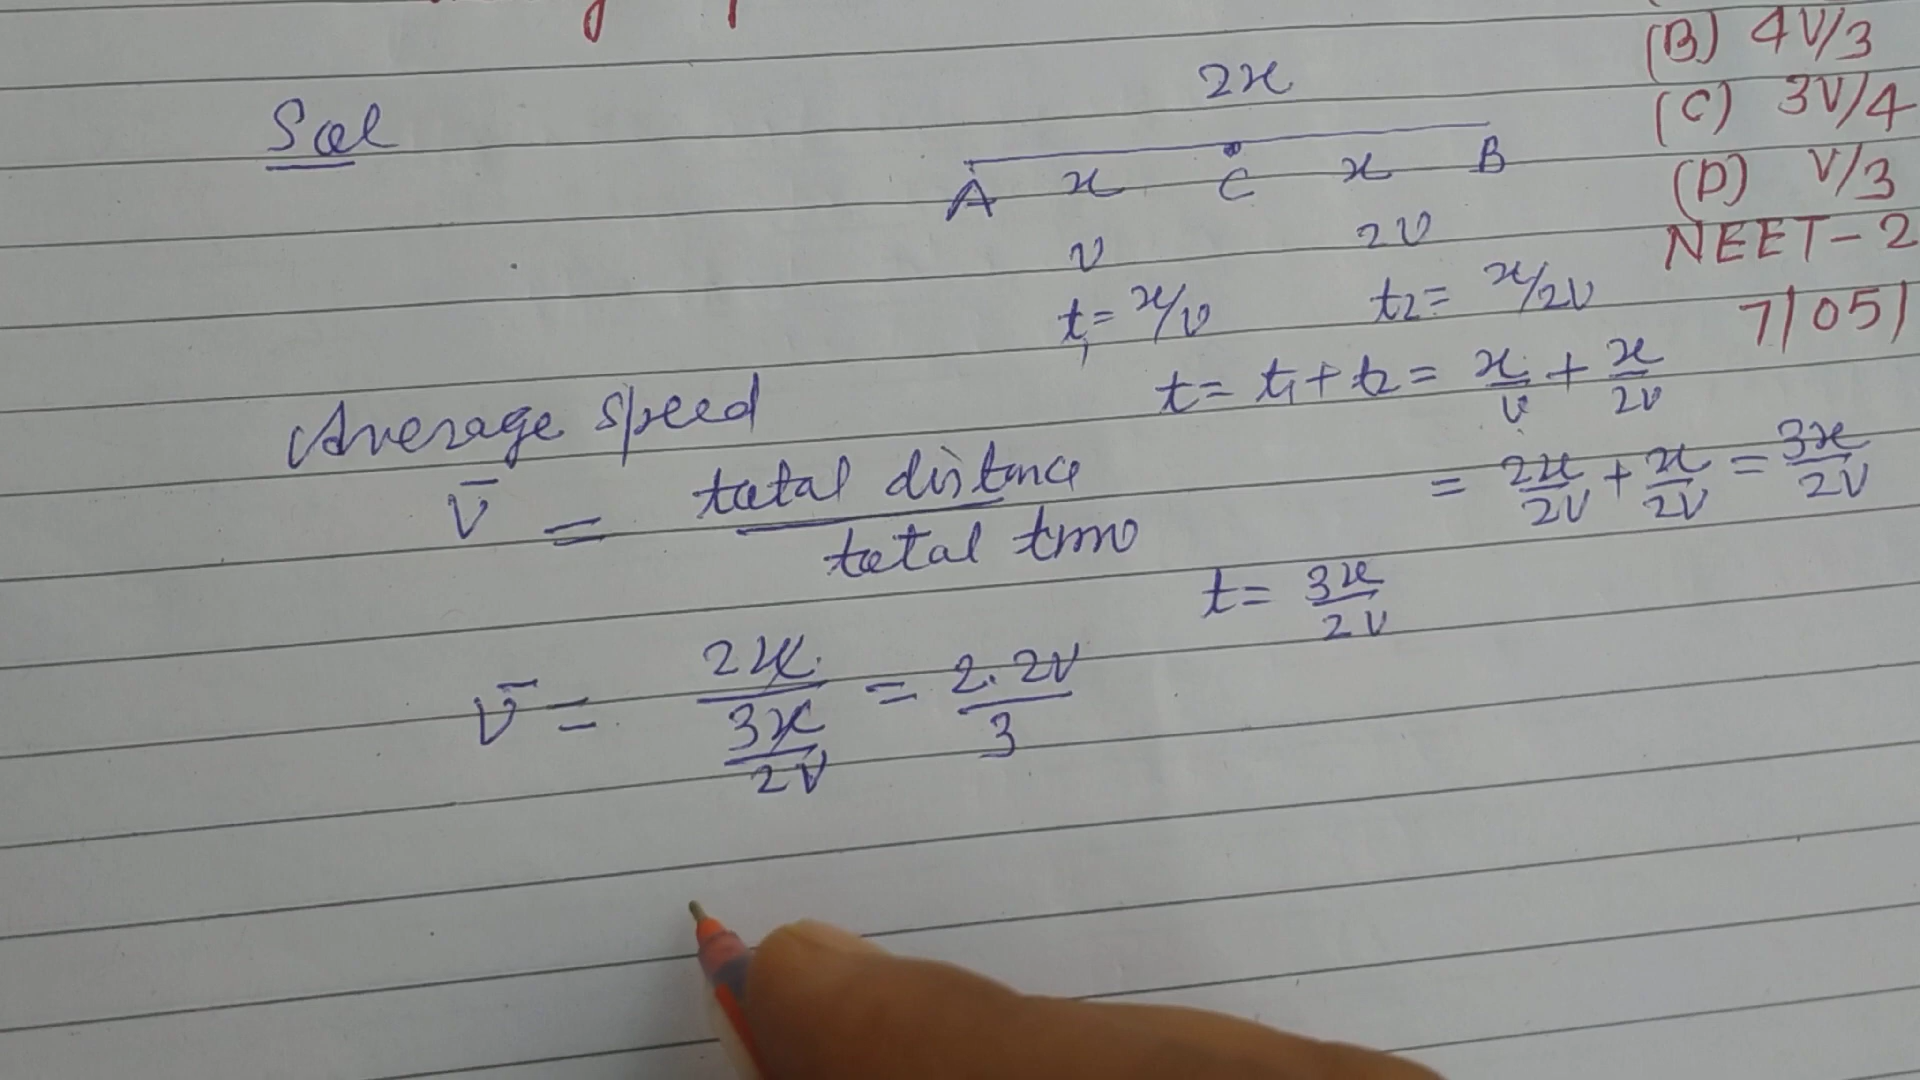 (B) 4V/3
2x
Sol
(C) 3V/4
A x C x B
(D) V/3
v 2v
NEET-2
t1 = x/v t2 = x/2v
7/05/
t = t1 + t2 = x/v + x/2v
Average speed
= 2x/2v + x/2v = 3x/2v
v̄ = total distance / total time
t = 3x/2v
v̄ = 2x / (3x/2v) = 2.2v/3